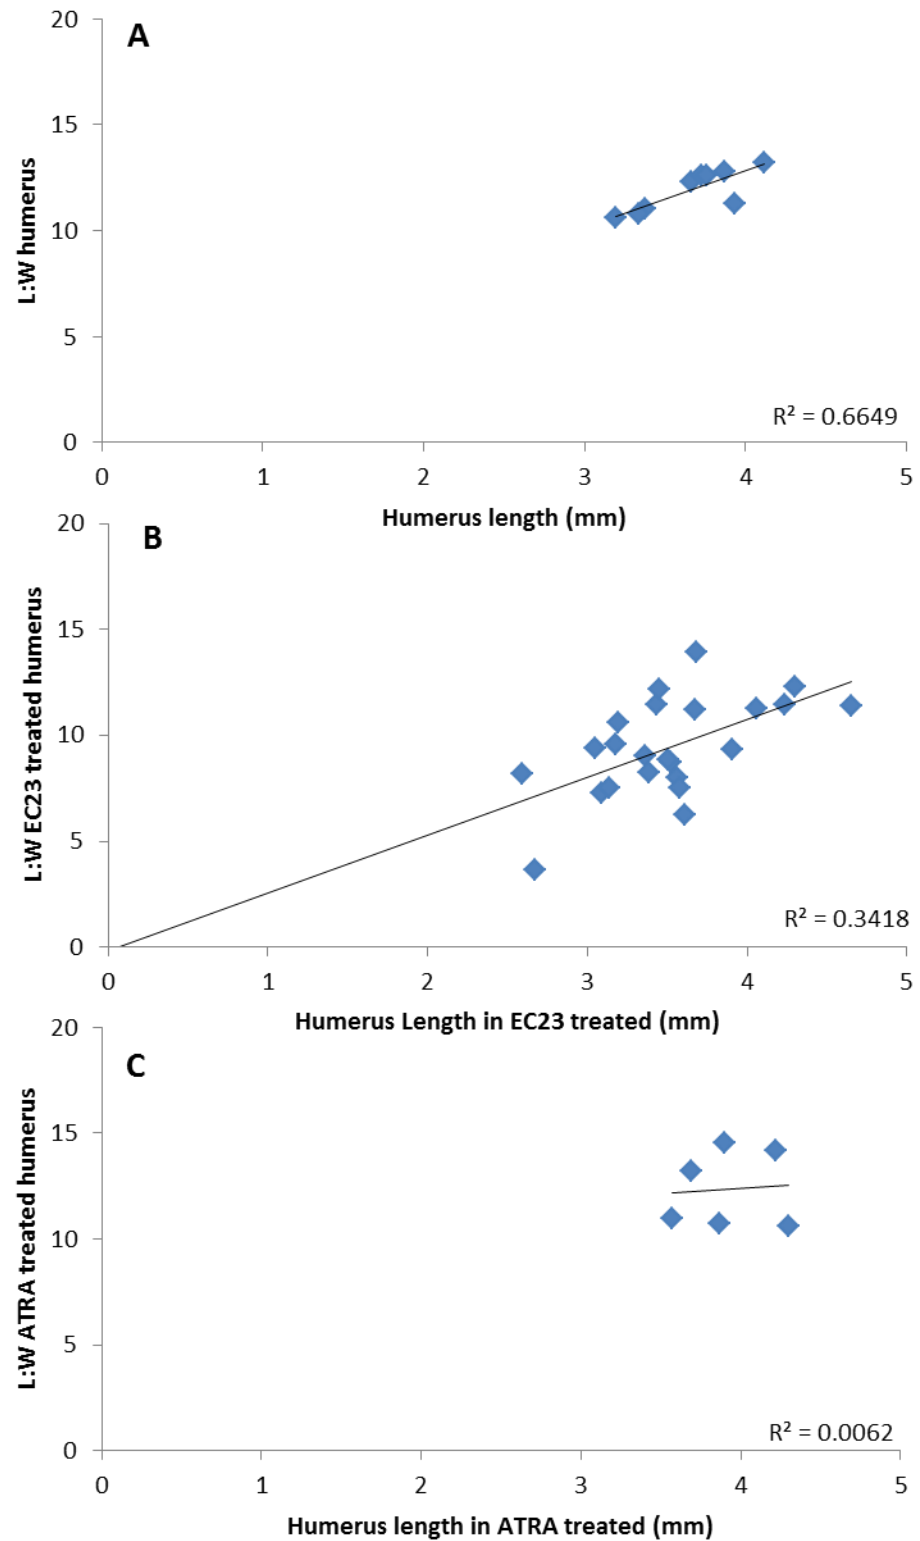 A
20
15
10
5
0
L:W humerus
R² = 0.6649
0 1 2 3 4 5
Humerus length (mm)
B
20
15
10
5
0
L:W EC23 treated humerus
R² = 0.3418
0 1 2 3 4 5
Humerus Length in EC23 treated (mm)
C
20
15
10
5
0
L:W ATRA treated humerus
R² = 0.0062
0 1 2 3 4 5
Humerus length in ATRA treated (mm)